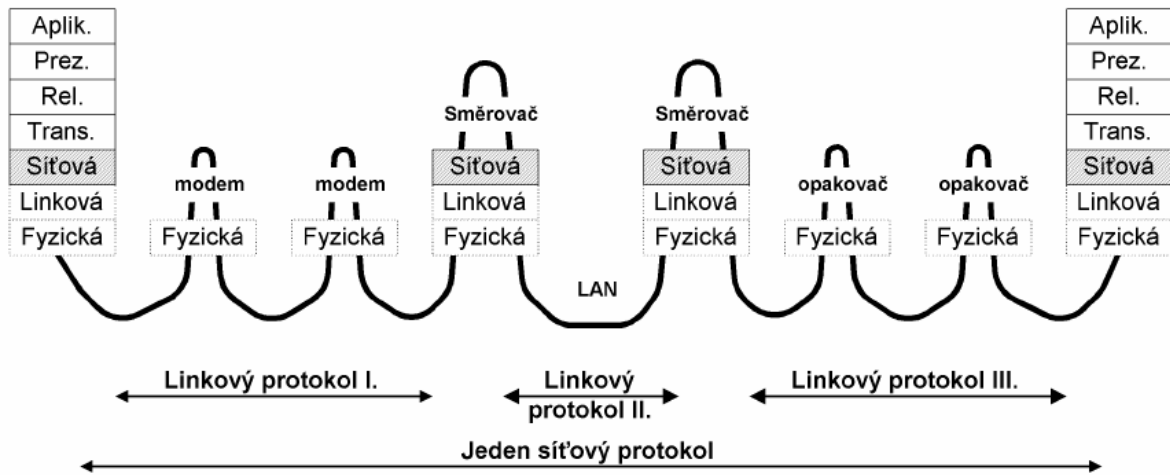 Aplik.
Prez.
Rel.
Trans.
Síťová
Linková
Fyzická
modem
Fyzická
modem
Fyzická
Směrovač
Síťová
Linková
Fyzická
LAN
Směrovač
Síťová
Linková
Fyzická
opakovač
Fyzická
opakovač
Fyzická
Aplik.
Prez.
Rel.
Trans.
Síťová
Linková
Fyzická
Linkový protokol I.
Linkový
protokol II.
Linkový protokol III.
Jeden síťový protokol